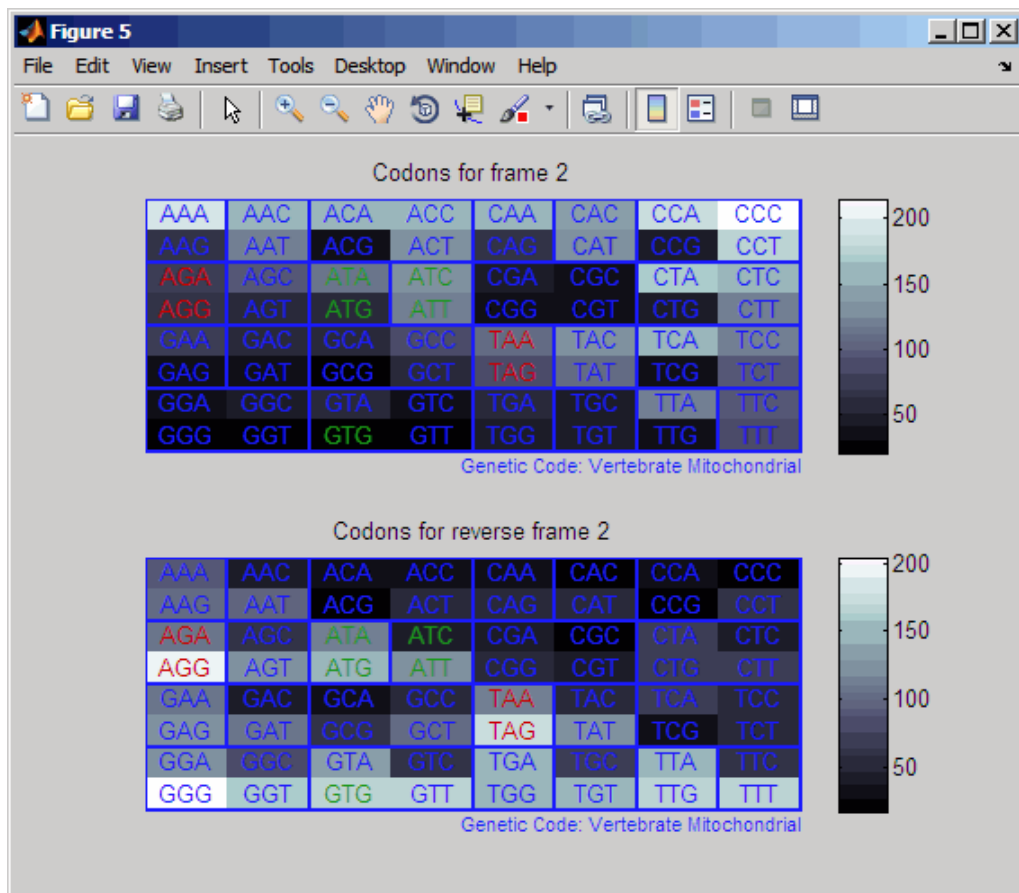 Figure 5
File Edit View Insert Tools Desktop Window Help
Codons for frame 2
AAA AAC ACA ACC CAA CAC CCA CCC
AAG AAT ACG ACT CAG CAT CCG CCT
AGA AGC ATA ATC CGA CGC CTA CTC
AGG AGT ATG ATT CGG CGT CTG CTT
GAA GAC GCA GCC TAA TAC TCA TCC
GAG GAT GCG GCT TAG TAT TCG TCT
GGA GGC GTA GTC TGA TGC TTA TTC
GGG GGT GTG GTT TGG TGT TTG TTT
200
150
100
50
Genetic Code: Vertebrate Mitochondrial
Codons for reverse frame 2
AAA AAC ACA ACC CAA CAC CCA CCC
AAG AAT ACG ACT CAG CAT CCG CCT
AGA AGC ATA ATC CGA CGC CTA CTC
AGG AGT ATG ATT CGG CGT CTG CTT
GAA GAC GCA GCC TAA TAC TCA TCC
GAG GAT GCG GCT TAG TAT TCG TCT
GGA GGC GTA GTC TGA TGC TTA TTC
GGG GGT GTG GTT TGG TGT TTG TTT
200
150
100
50
Genetic Code: Vertebrate Mitochondrial